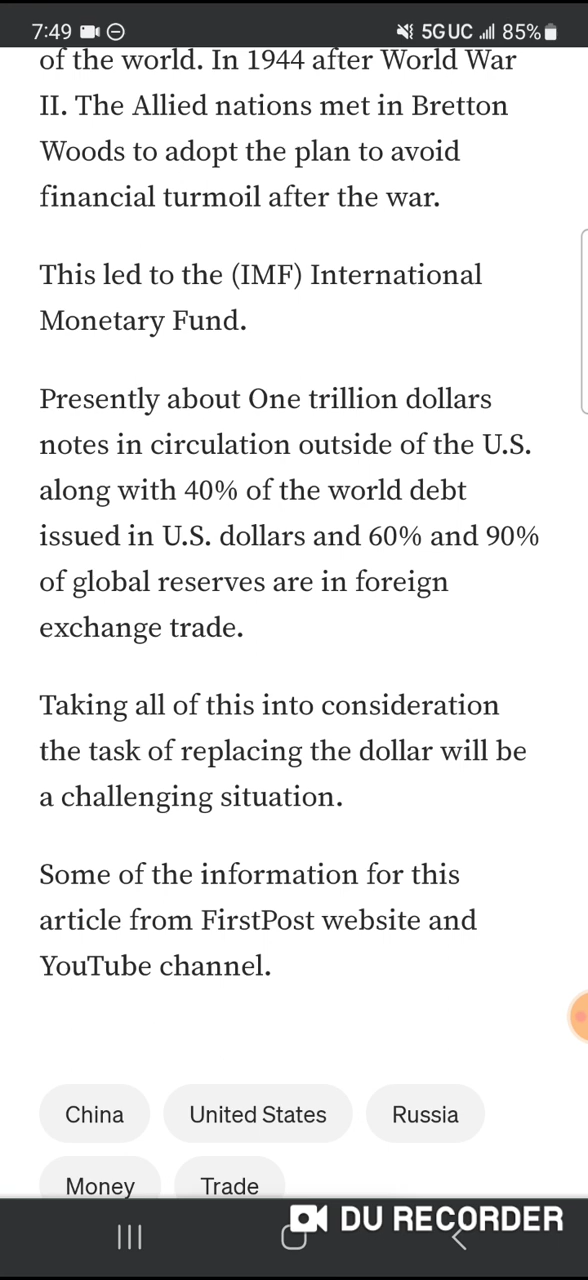 7:49 5GUC 85%
of the world. In 1944 after World War
II. The Allied nations met in Bretton
Woods to adopt the plan to avoid
financial turmoil after the war.
This led to the (IMF) International
Monetary Fund.
Presently about One trillion dollars
notes in circulation outside of the U.S.
along with 40% of the world debt
issued in U.S. dollars and 60% and 90%
of global reserves are in foreign
exchange trade.
Taking all of this into consideration
the task of replacing the dollar will be
a challenging situation.
Some of the information for this
article from FirstPost website and
YouTube channel.
China United States Russia
Money Trade
DU RECORDER